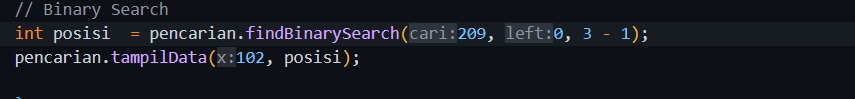 // Binary Search
int posisi  = pencarian.findBinarySearch(cari:209, left:0, 3 - 1);
pencarian.tampilData(x:102, posisi);